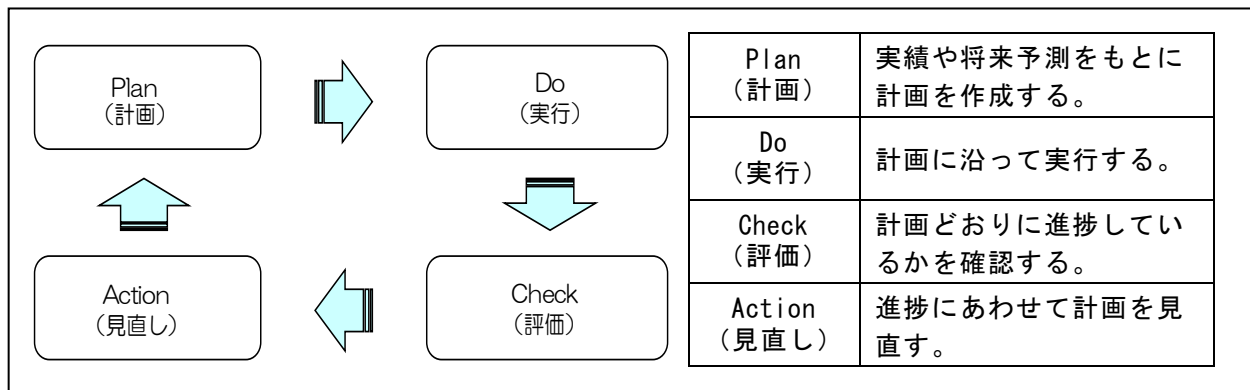 Plan
（計画）
Do
（実行）
Action
（見直し）
Check
（評価）
Plan
（計画）
実績や将来予測をもとに
計画を作成する。
Do
（実行）
計画に沿って実行する。
Check
（評価）
計画どおりに進捗してい
るかを確認する。
Action
（見直し）
進捗にあわせて計画を見
直す。